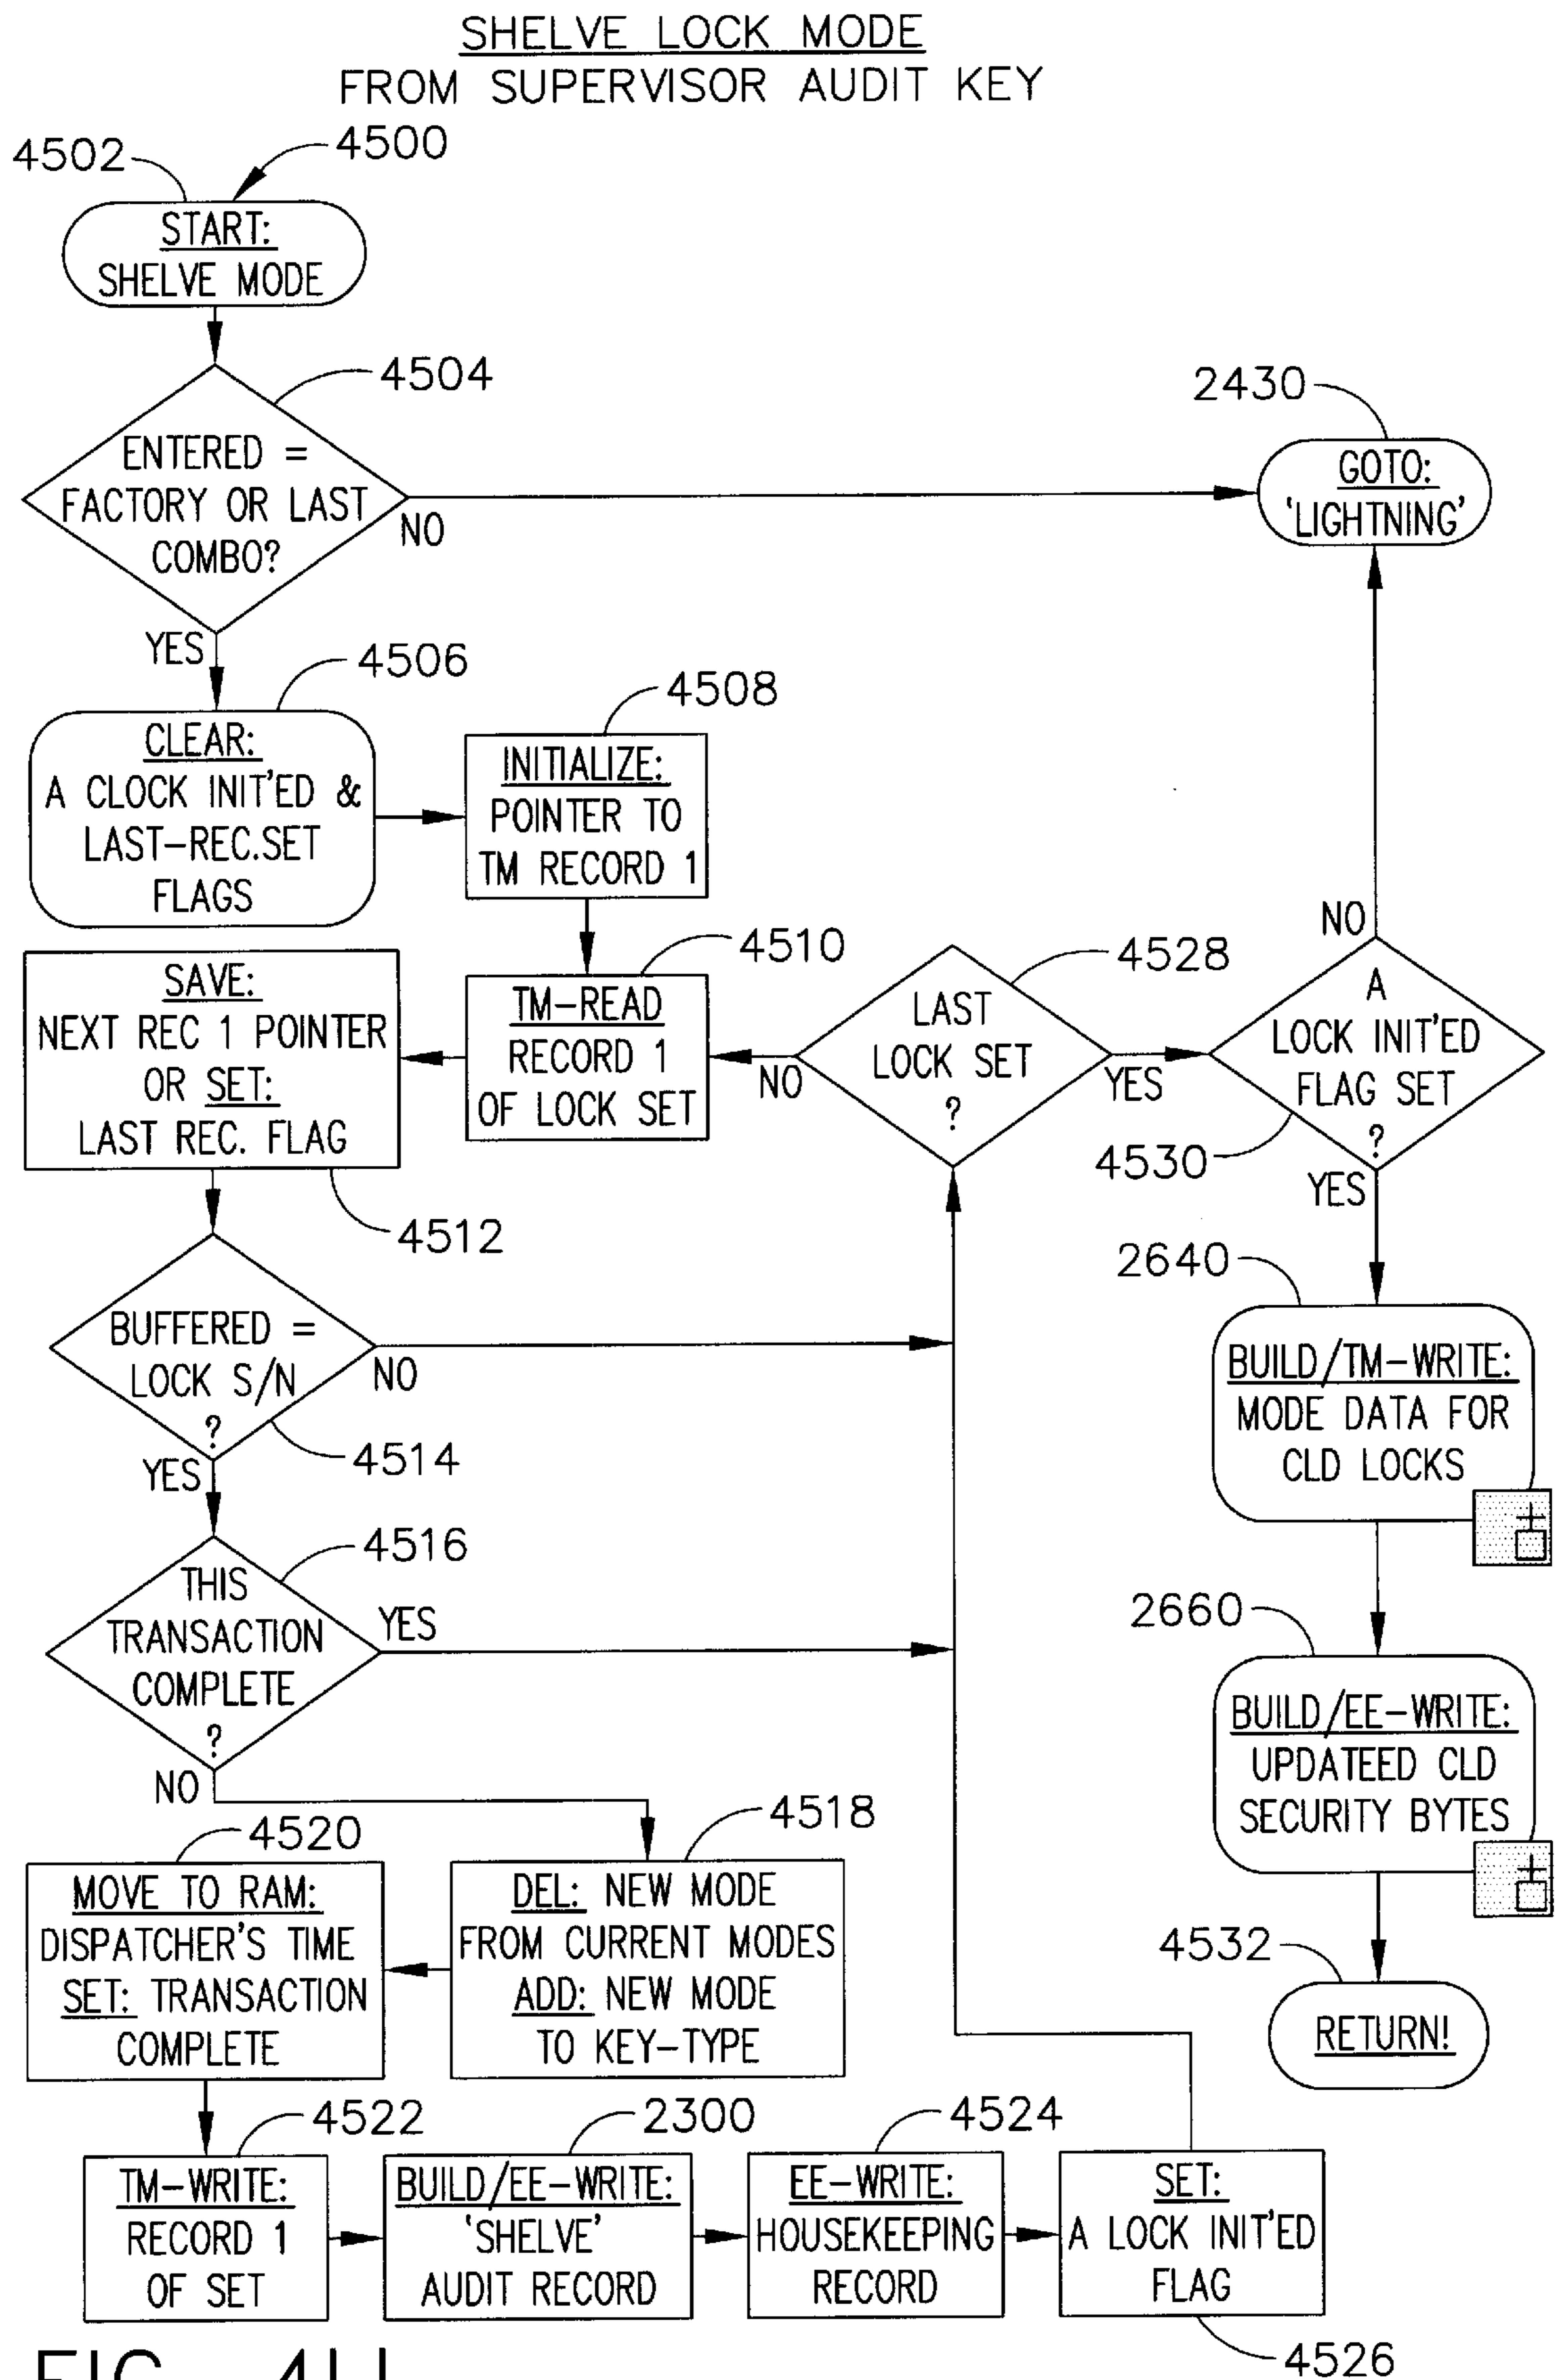 SHELVE LOCK MODE
FROM SUPERVISOR AUDIT KEY
4502
4500
START:
SHELVE MODE
4504
ENTERED =
FACTORY OR LAST
COMBO?
NO
YES
2430
GOTO:
'LIGHTNING'
4506
CLEAR:
A CLOCK INIT'ED &
LAST-REC.SET
FLAGS
4508
INITIALIZE:
POINTER TO
TM RECORD 1
4510
TM-READ
RECORD 1
OF LOCK SET
4512
SAVE:
NEXT REC 1 POINTER
OR SET:
LAST REC. FLAG
4528
LAST
LOCK SET
?
NO
YES
NO
A
LOCK INIT'ED
FLAG SET
?
4530
YES
BUFFERED =
LOCK S/N
?
NO
4514
YES
2640
BUILD/TM-WRITE:
MODE DATA FOR
CLD LOCKS
4516
THIS
TRANSACTION
COMPLETE
?
YES
NO
2660
BUILD/EE-WRITE:
UPDATEED CLD
SECURITY BYTES
4518
DEL: NEW MODE
FROM CURRENT MODES
ADD: NEW MODE
TO KEY-TYPE
4520
MOVE TO RAM:
DISPATCHER'S TIME
SET: TRANSACTION
COMPLETE
4532
RETURN!
4522
TM-WRITE:
RECORD 1
OF SET
2300
BUILD/EE-WRITE:
'SHELVE'
AUDIT RECORD
4524
EE-WRITE:
HOUSEKEEPING
RECORD
SET:
A LOCK INIT'ED
FLAG
4526